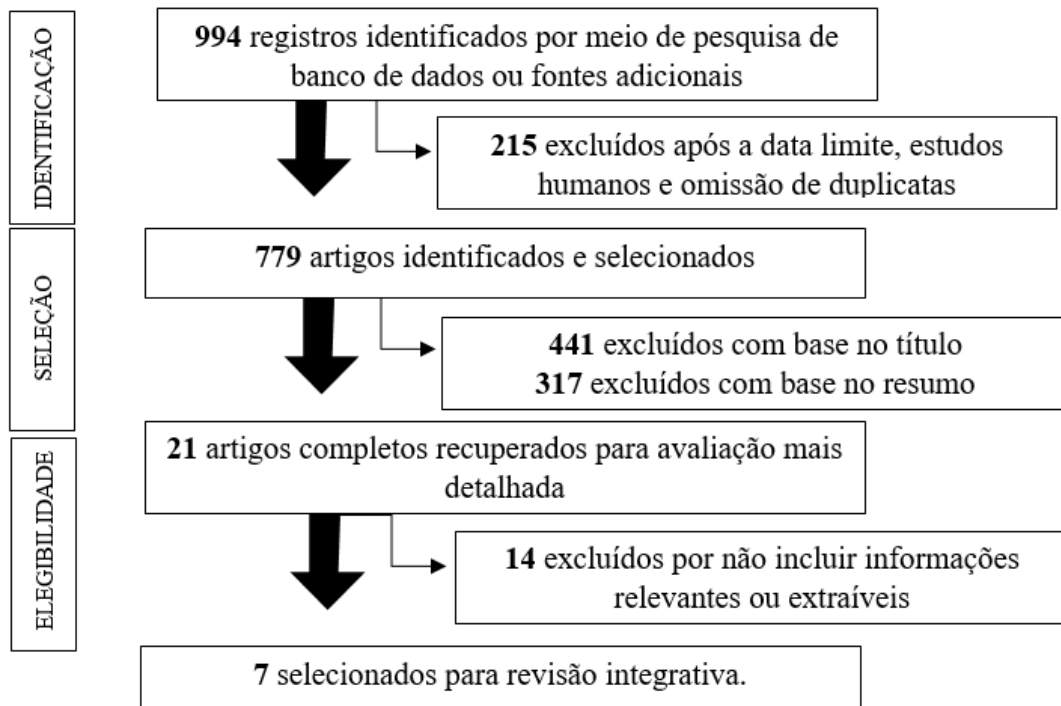 IDENTIFICAÇÃO
994 registros identificados por meio de pesquisa de
banco de dados ou fontes adicionais
215 excluídos após a data limite, estudos
humanos e omissão de duplicatas
SELEÇÃO
779 artigos identificados e selecionados
441 excluídos com base no título
317 excluídos com base no resumo
ELEGIBILIDADE
21 artigos completos recuperados para avaliação mais
detalhada
14 excluídos por não incluir informações
relevantes ou extraíveis
7 selecionados para revisão integrativa.